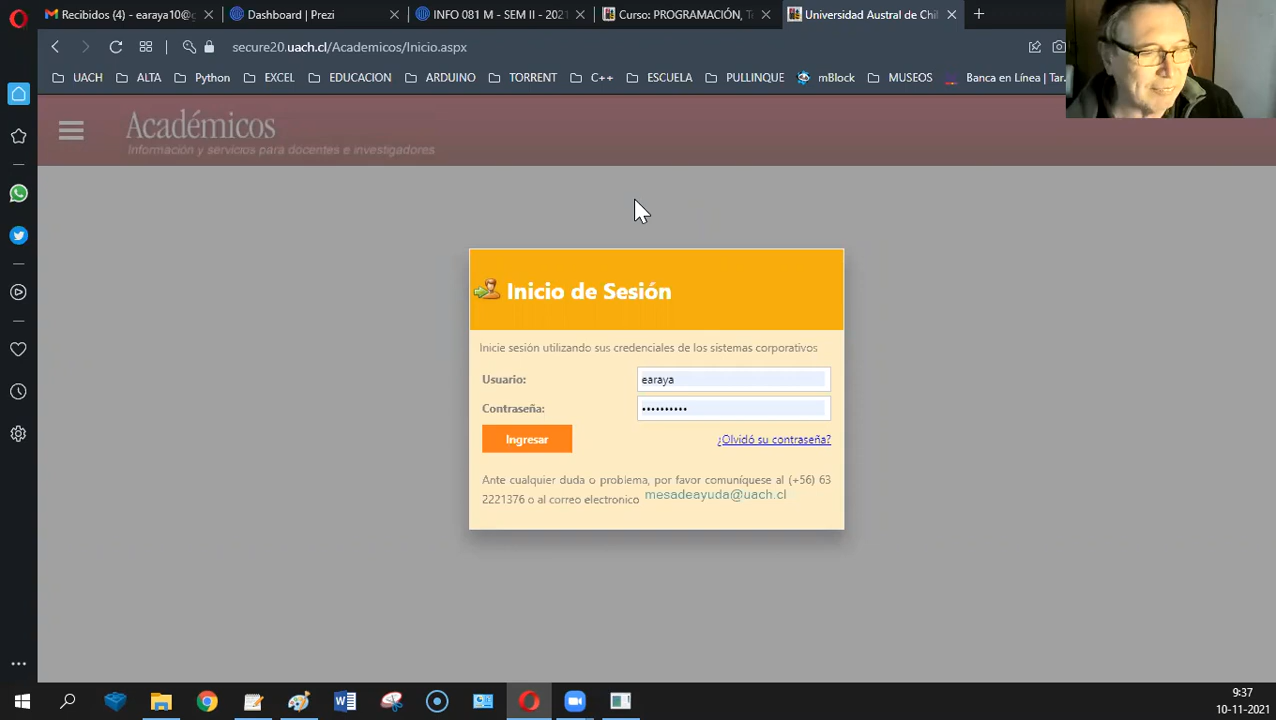 Recibidos (4) - earaya10@g
Dashboard | Prezi
INFO 081 M - SEM II - 2021
Curso: PROGRAMACIÓN, Te
Universidad Austral de Chil
secure20.uach.cl/Academicos/Inicio.aspx
UACH
ALTA
Python
EXCEL
EDUCACION
ARDUINO
TORRENT
C++
ESCUELA
PULLINQUE
mBlock
MUSEOS
Banca en Línea | Tar...
Académicos
Información y servicios para docentes e investigadores
Inicio de Sesión
Inicie sesión utilizando sus credenciales de los sistemas corporativos
Usuario:
earaya
Contraseña:
••••••••••
Ingresar
¿Olvidó su contraseña?
Ante cualquier duda o problema, por favor comuníquese al (+56) 63
2221376 o al correo electronico mesadeayuda@uach.cl
9:37
10-11-2021